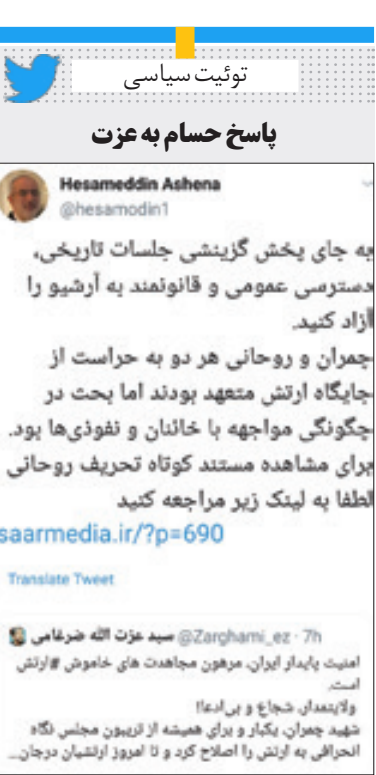 توئیت سیاسی
پاسخ حسام به عزت
Hesameddin Ashena
@hesamodin1
به جای پخش گزینشی جلسات تاریخی،
دسترسی عمومی و قانونمند به آرشیو را
آزاد کنید.
چمران و روحانی هر دو به حراست از
جایگاه ارتش متعهد بودند اما بحث در
چگونگی مواجهه با خائنان و نفوذی‌ها بود.
برای مشاهده مستند کوتاه تحریف روحانی
لطفا به لینک زیر مراجعه کنید
saarmedia.ir/?p=690
Translate Tweet
سید عزت الله ضرغامی @Zarghami_ez · 7h
امنیت پایدار ایران، مرهون مجاهدت های خاموش #ارتش
است.
ولایتمدار، شجاع و بی‌ادعا!
شهید چمران، یکبار و برای همیشه از تریبون مجلس نگاه
انحرافی به ارتش را اصلاح کرد و تا امروز ارتشیان درجان...